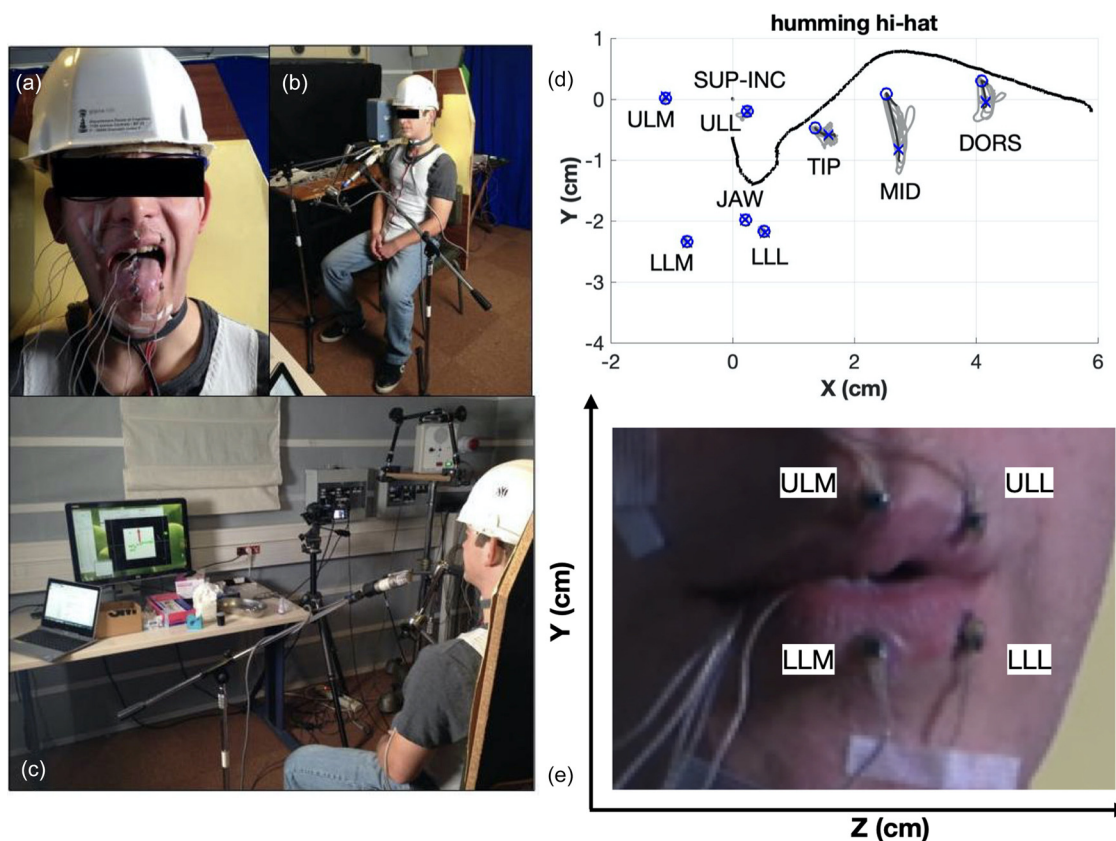 (a)
(b)
(c)
(d)
humming hi-hat
1
0
-1
-2
-3
-4
Y (cm)
SUP-INC
ULM
ULL
TIP
MID
DORS
JAW
LLM
LLL
-2
0
2
4
6
X (cm)
(e)
Y (cm)
ULM
ULL
LLM
LLL
Z (cm)